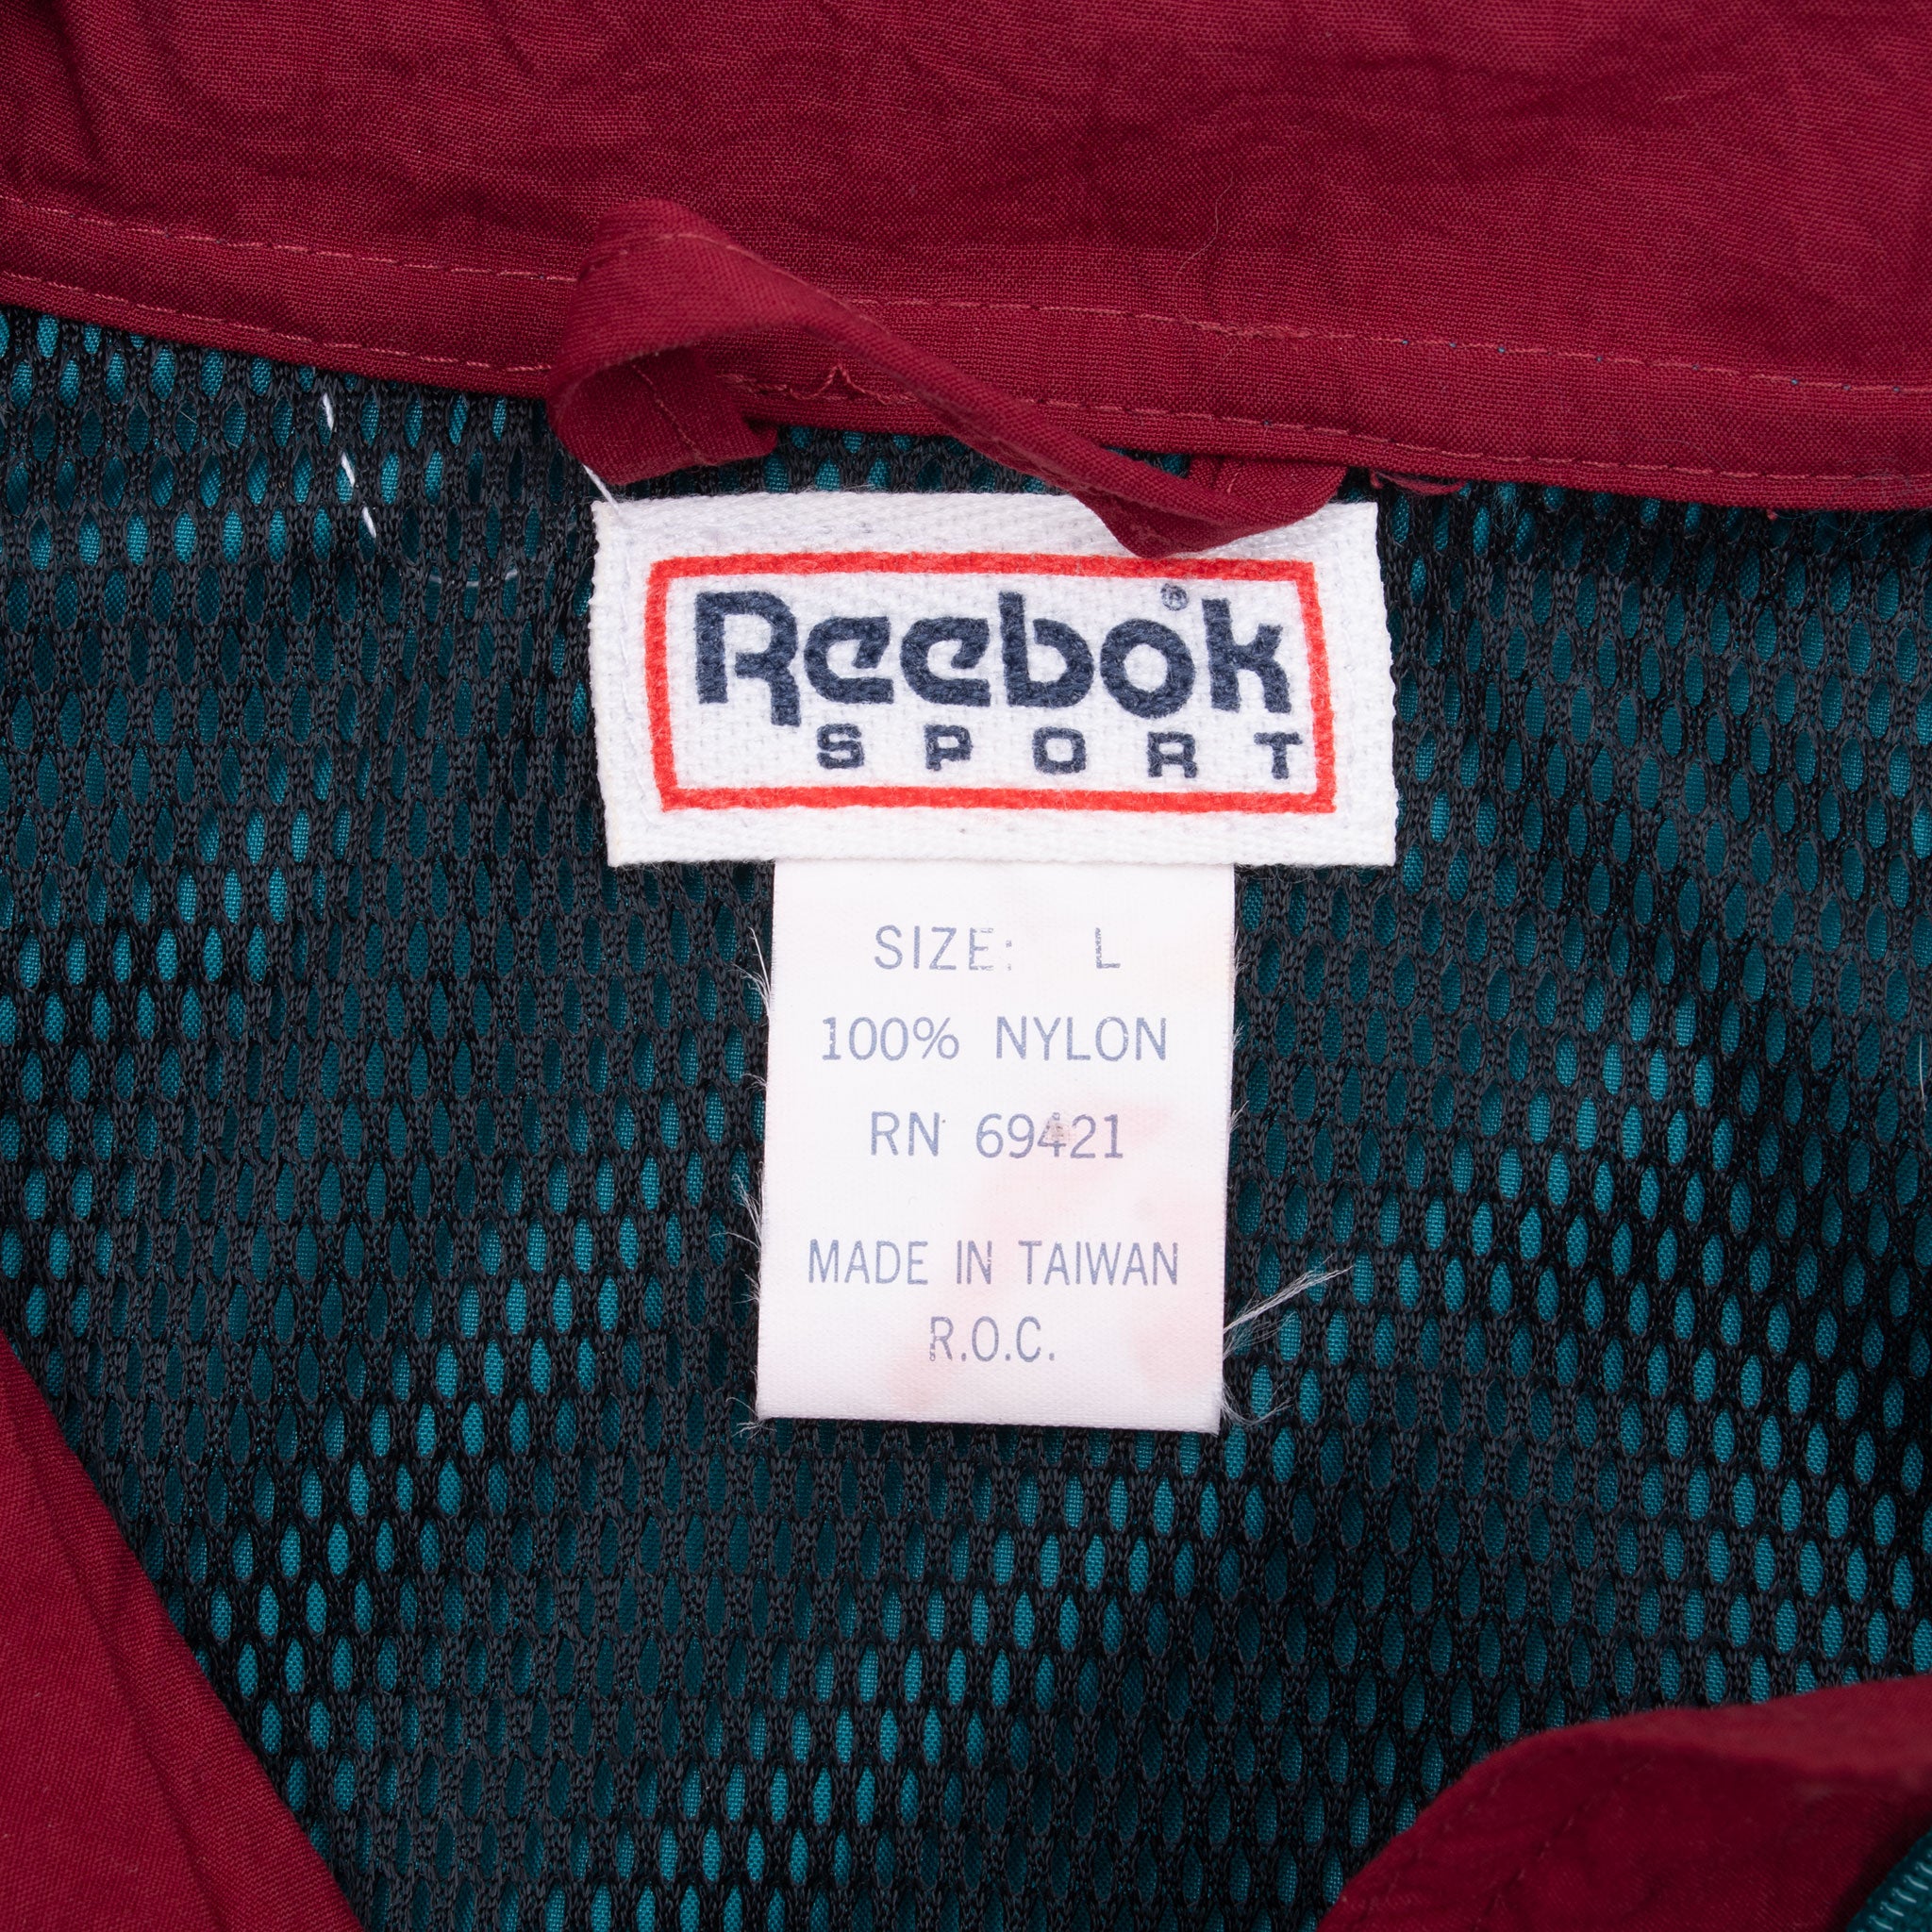 Reebok®
SPORT
SIZE: L
100% NYLON
RN 69421
MADE IN TAIWAN
R.O.C.